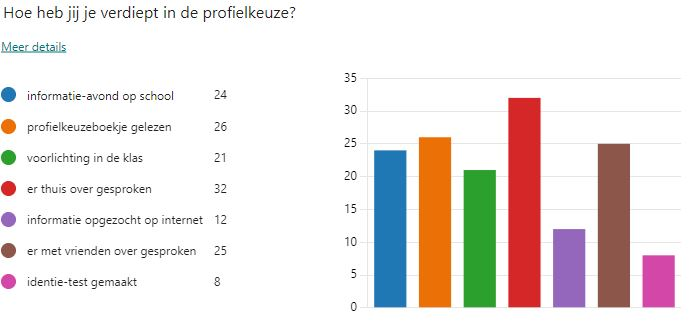 Hoe heb jij je verdiept in de profielkeuze?
Meer details
informatie-avond op school 24
profielkeuzeboekje gelezen 26
voorlichting in de klas 21
er thuis over gesproken 32
informatie opgezocht op internet 12
er met vrienden over gesproken 25
identie-test gemaakt 8
35
30
25
20
15
10
5
0